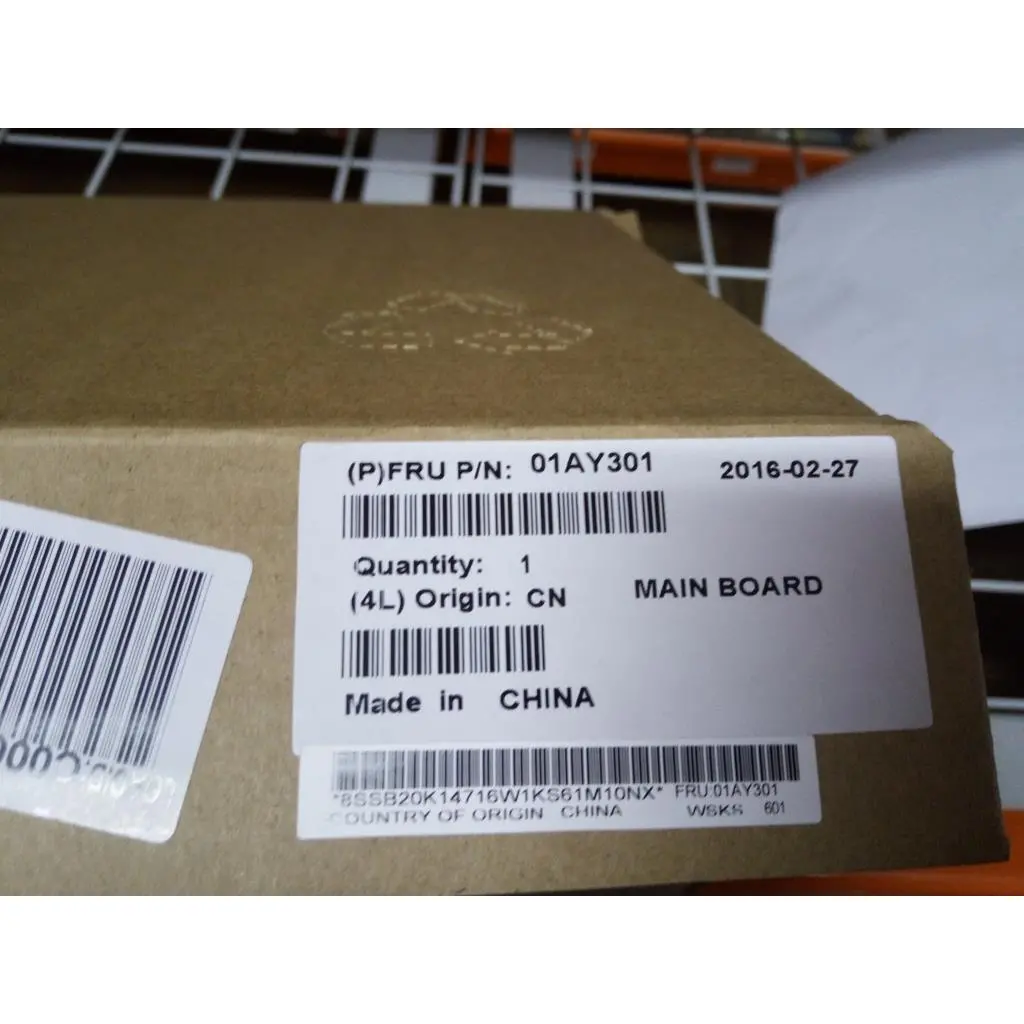 (P)FRU P/N: 01AY301 2016-02-27
Quantity: 1
(4L) Origin: CN MAIN BOARD
Made in CHINA
*8SSB20K14716W1KS61M10NX* FRU:01AY301
COUNTRY OF ORIGIN CHINA WSKS 601